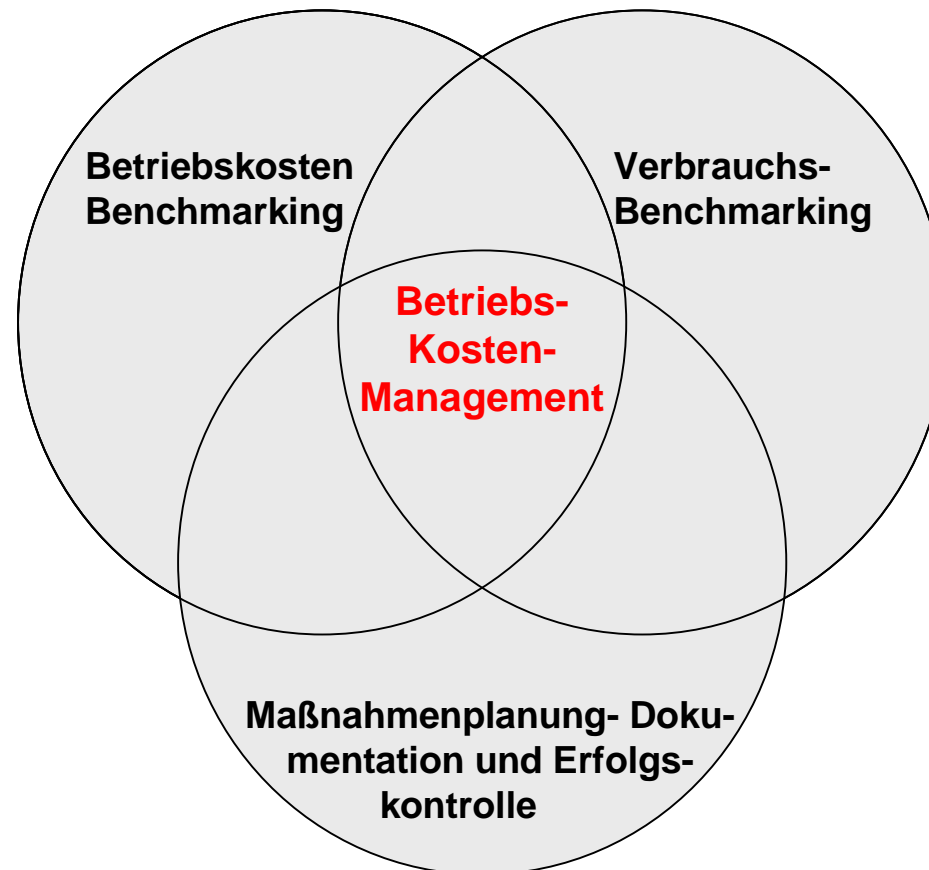 Betriebskosten
Benchmarking
Verbrauchs-
Benchmarking
Betriebs-
Kosten-
Management
Maßnahmenplanung- Doku-
mentation und Erfolgs-
kontrolle